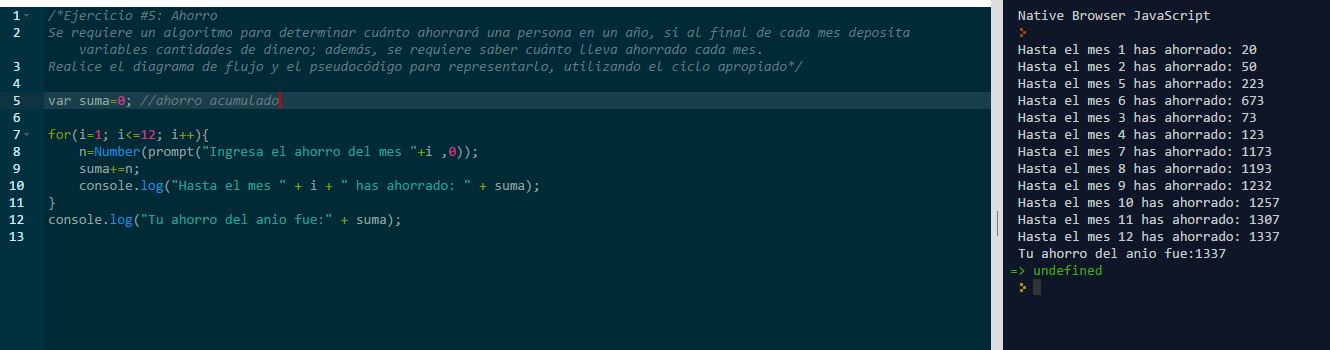 1 /*Ejercicio #5: Ahorro
2 Se requiere un algoritmo para determinar cuánto ahorrará una persona en un año, si al final de cada mes deposita
variables cantidades de dinero; además, se requiere saber cuánto lleva ahorrado cada mes.
3 Realice el diagrama de flujo y el pseudocódigo para representarlo, utilizando el ciclo apropiado*/
4
5 var suma=0; //ahorro acumulado
6
7 for(i=1; i<=12; i++){
8 n=Number(prompt("Ingresa el ahorro del mes "+i ,0));
9 suma+=n;
10 console.log("Hasta el mes " + i + " has ahorrado: " + suma);
11 }
12 console.log("Tu ahorro del anio fue:" + suma);
13
Native Browser JavaScript
Hasta el mes 1 has ahorrado: 20
Hasta el mes 2 has ahorrado: 50
Hasta el mes 5 has ahorrado: 223
Hasta el mes 6 has ahorrado: 673
Hasta el mes 3 has ahorrado: 73
Hasta el mes 4 has ahorrado: 123
Hasta el mes 7 has ahorrado: 1173
Hasta el mes 8 has ahorrado: 1193
Hasta el mes 9 has ahorrado: 1232
Hasta el mes 10 has ahorrado: 1257
Hasta el mes 11 has ahorrado: 1307
Hasta el mes 12 has ahorrado: 1337
Tu ahorro del anio fue:1337
=> undefined